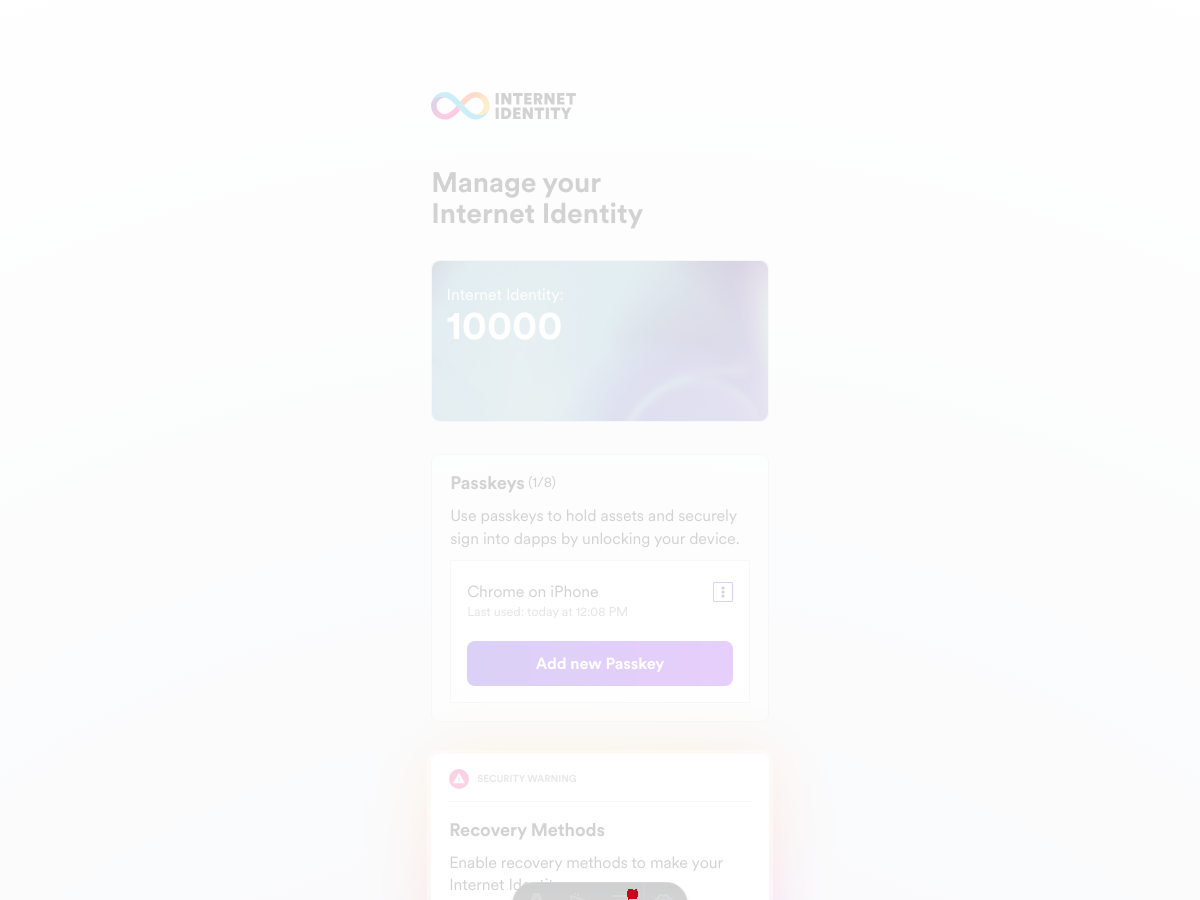 INTERNET
IDENTITY
Manage your
Internet Identity
Internet Identity:
10000
Passkeys (1/8)
Use passkeys to hold assets and securely
sign into dapps by unlocking your device.
Chrome on iPhone
Last used: today at 12:08 PM
Add new Passkey
SECURITY WARNING
Recovery Methods
Enable recovery methods to make your
Internet